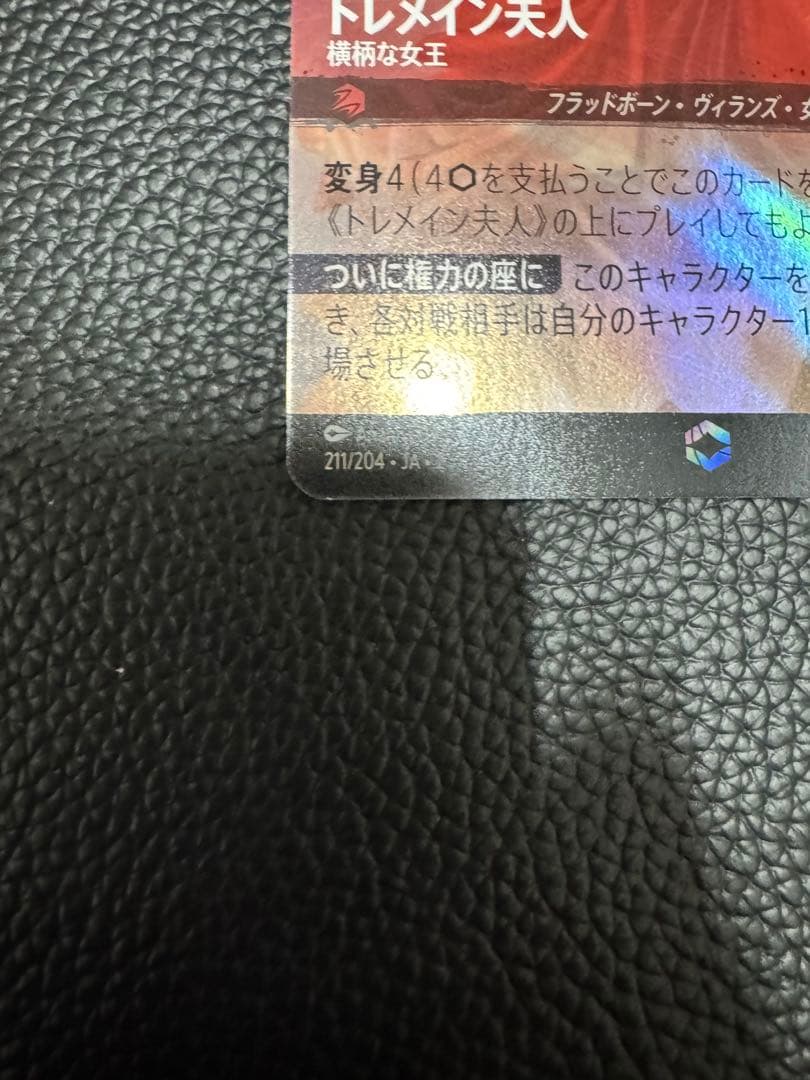 トレメイン夫人
横柄な女王
フラッドボーン・ヴィランズ・女
変身4(4⬡を支払うことでこのカードを
《トレメイン夫人》の上にプレイしてもよ
ついに権力の座に このキャラクターを
き、各対戦相手は自分のキャラクター1
場させる
211/204・JA・